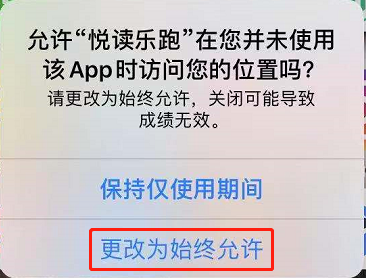 允许“悦读乐跑”在您并未使用
该App时访问您的位置吗？
请更改为始终允许，关闭可能导致
成绩无效。
保持仅使用期间
更改为始终允许